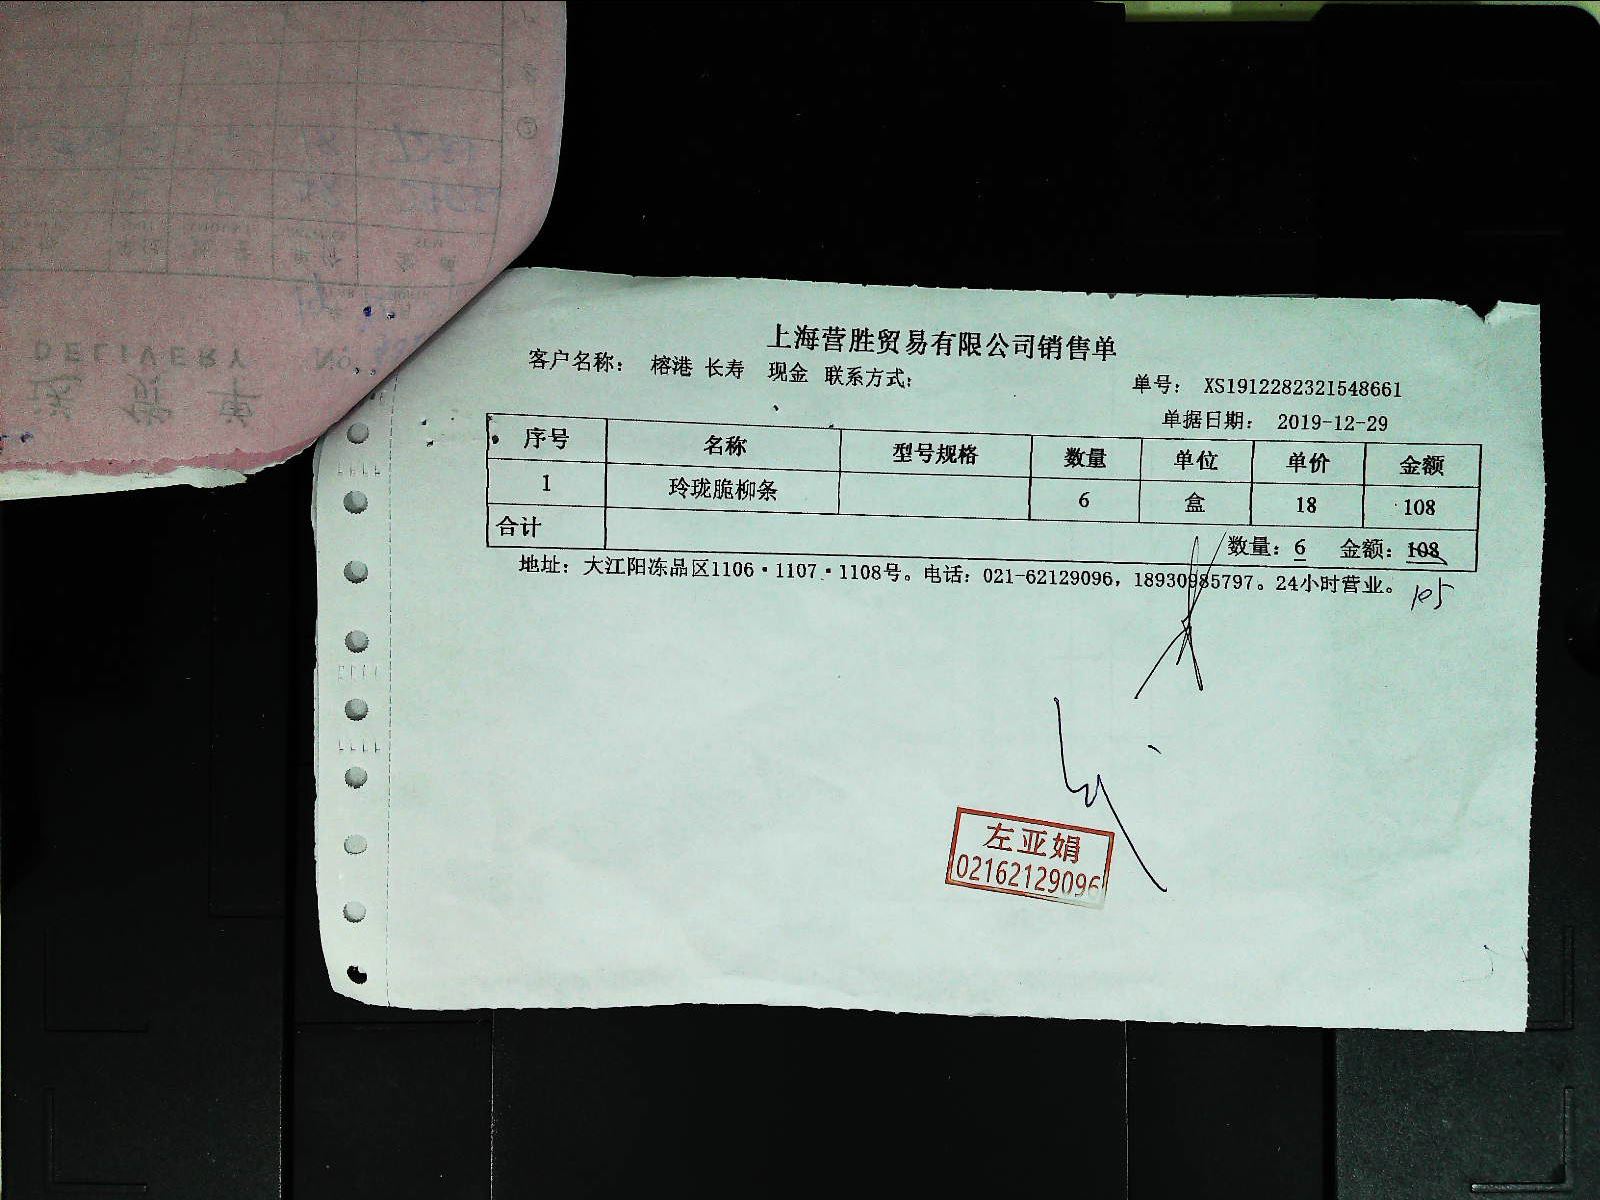 DELIVERY
No.
送 货 单
上海营胜贸易有限公司销售单
客户名称： 榕港 长寿 现金 联系方式：
单号： XS1912282321548661
单据日期： 2019-12-29
序号 名称 型号规格 数量 单位 单价 金额
1 玲珑脆柳条 6 盒 18 108
合计 数量：6 金额：108
地址：大江阳冻品区1106·1107·1108号。电话：021-62129096，18930985797。24小时营业。
105
左亚娟
02162129096